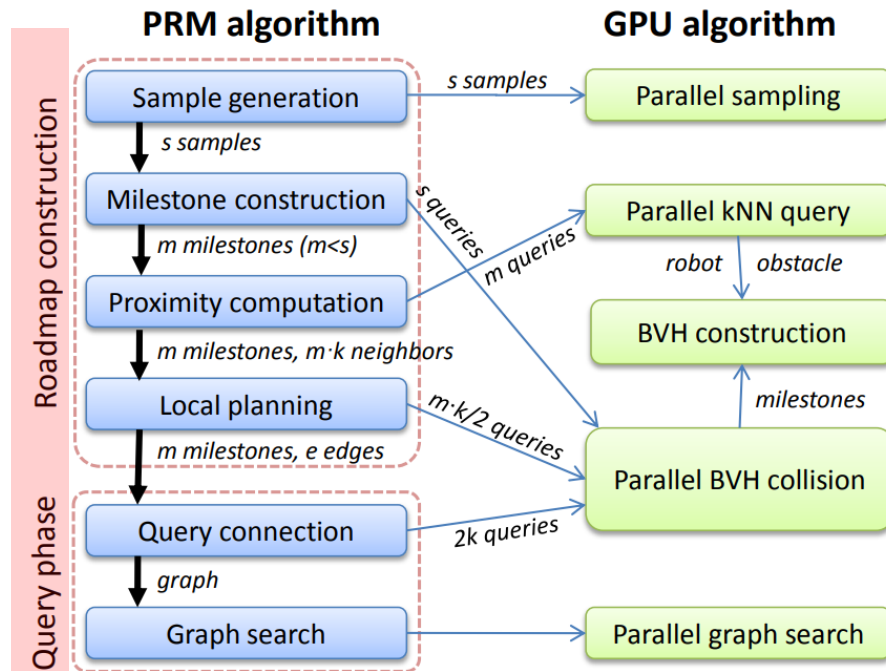 PRM algorithm
GPU algorithm
Roadmap construction
Sample generation
s samples
Parallel sampling
s samples
Milestone construction
s queries
Parallel kNN query
m milestones (m<s)
m queries
robot
obstacle
Proximity computation
BVH construction
m milestones, m·k neighbors
milestones
Local planning
m·k/2 queries
m milestones, e edges
Parallel BVH collision
Query phase
Query connection
2k queries
graph
Graph search
Parallel graph search